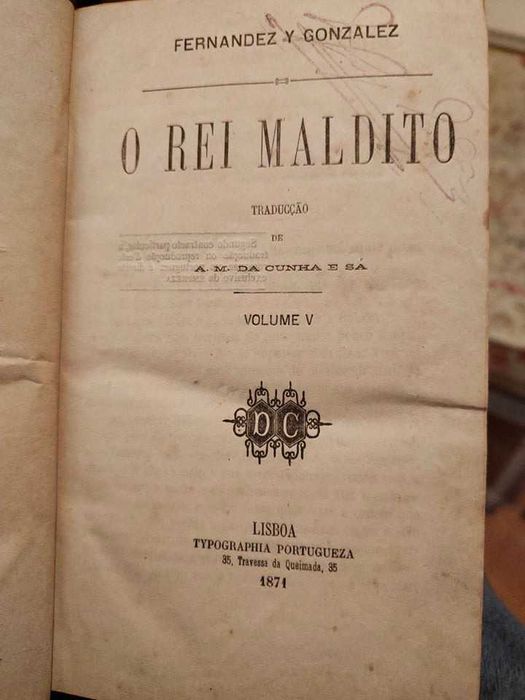 FERNANDEZ Y GONZALEZ
O REI MALDITO
TRADUCÇÃO
DE
A. M. DA CUNHA E SÁ
VOLUME V
DC
LISBOA
TYPOGRAPHIA PORTUGUEZA
35, Travessa da Queimada, 35
1871